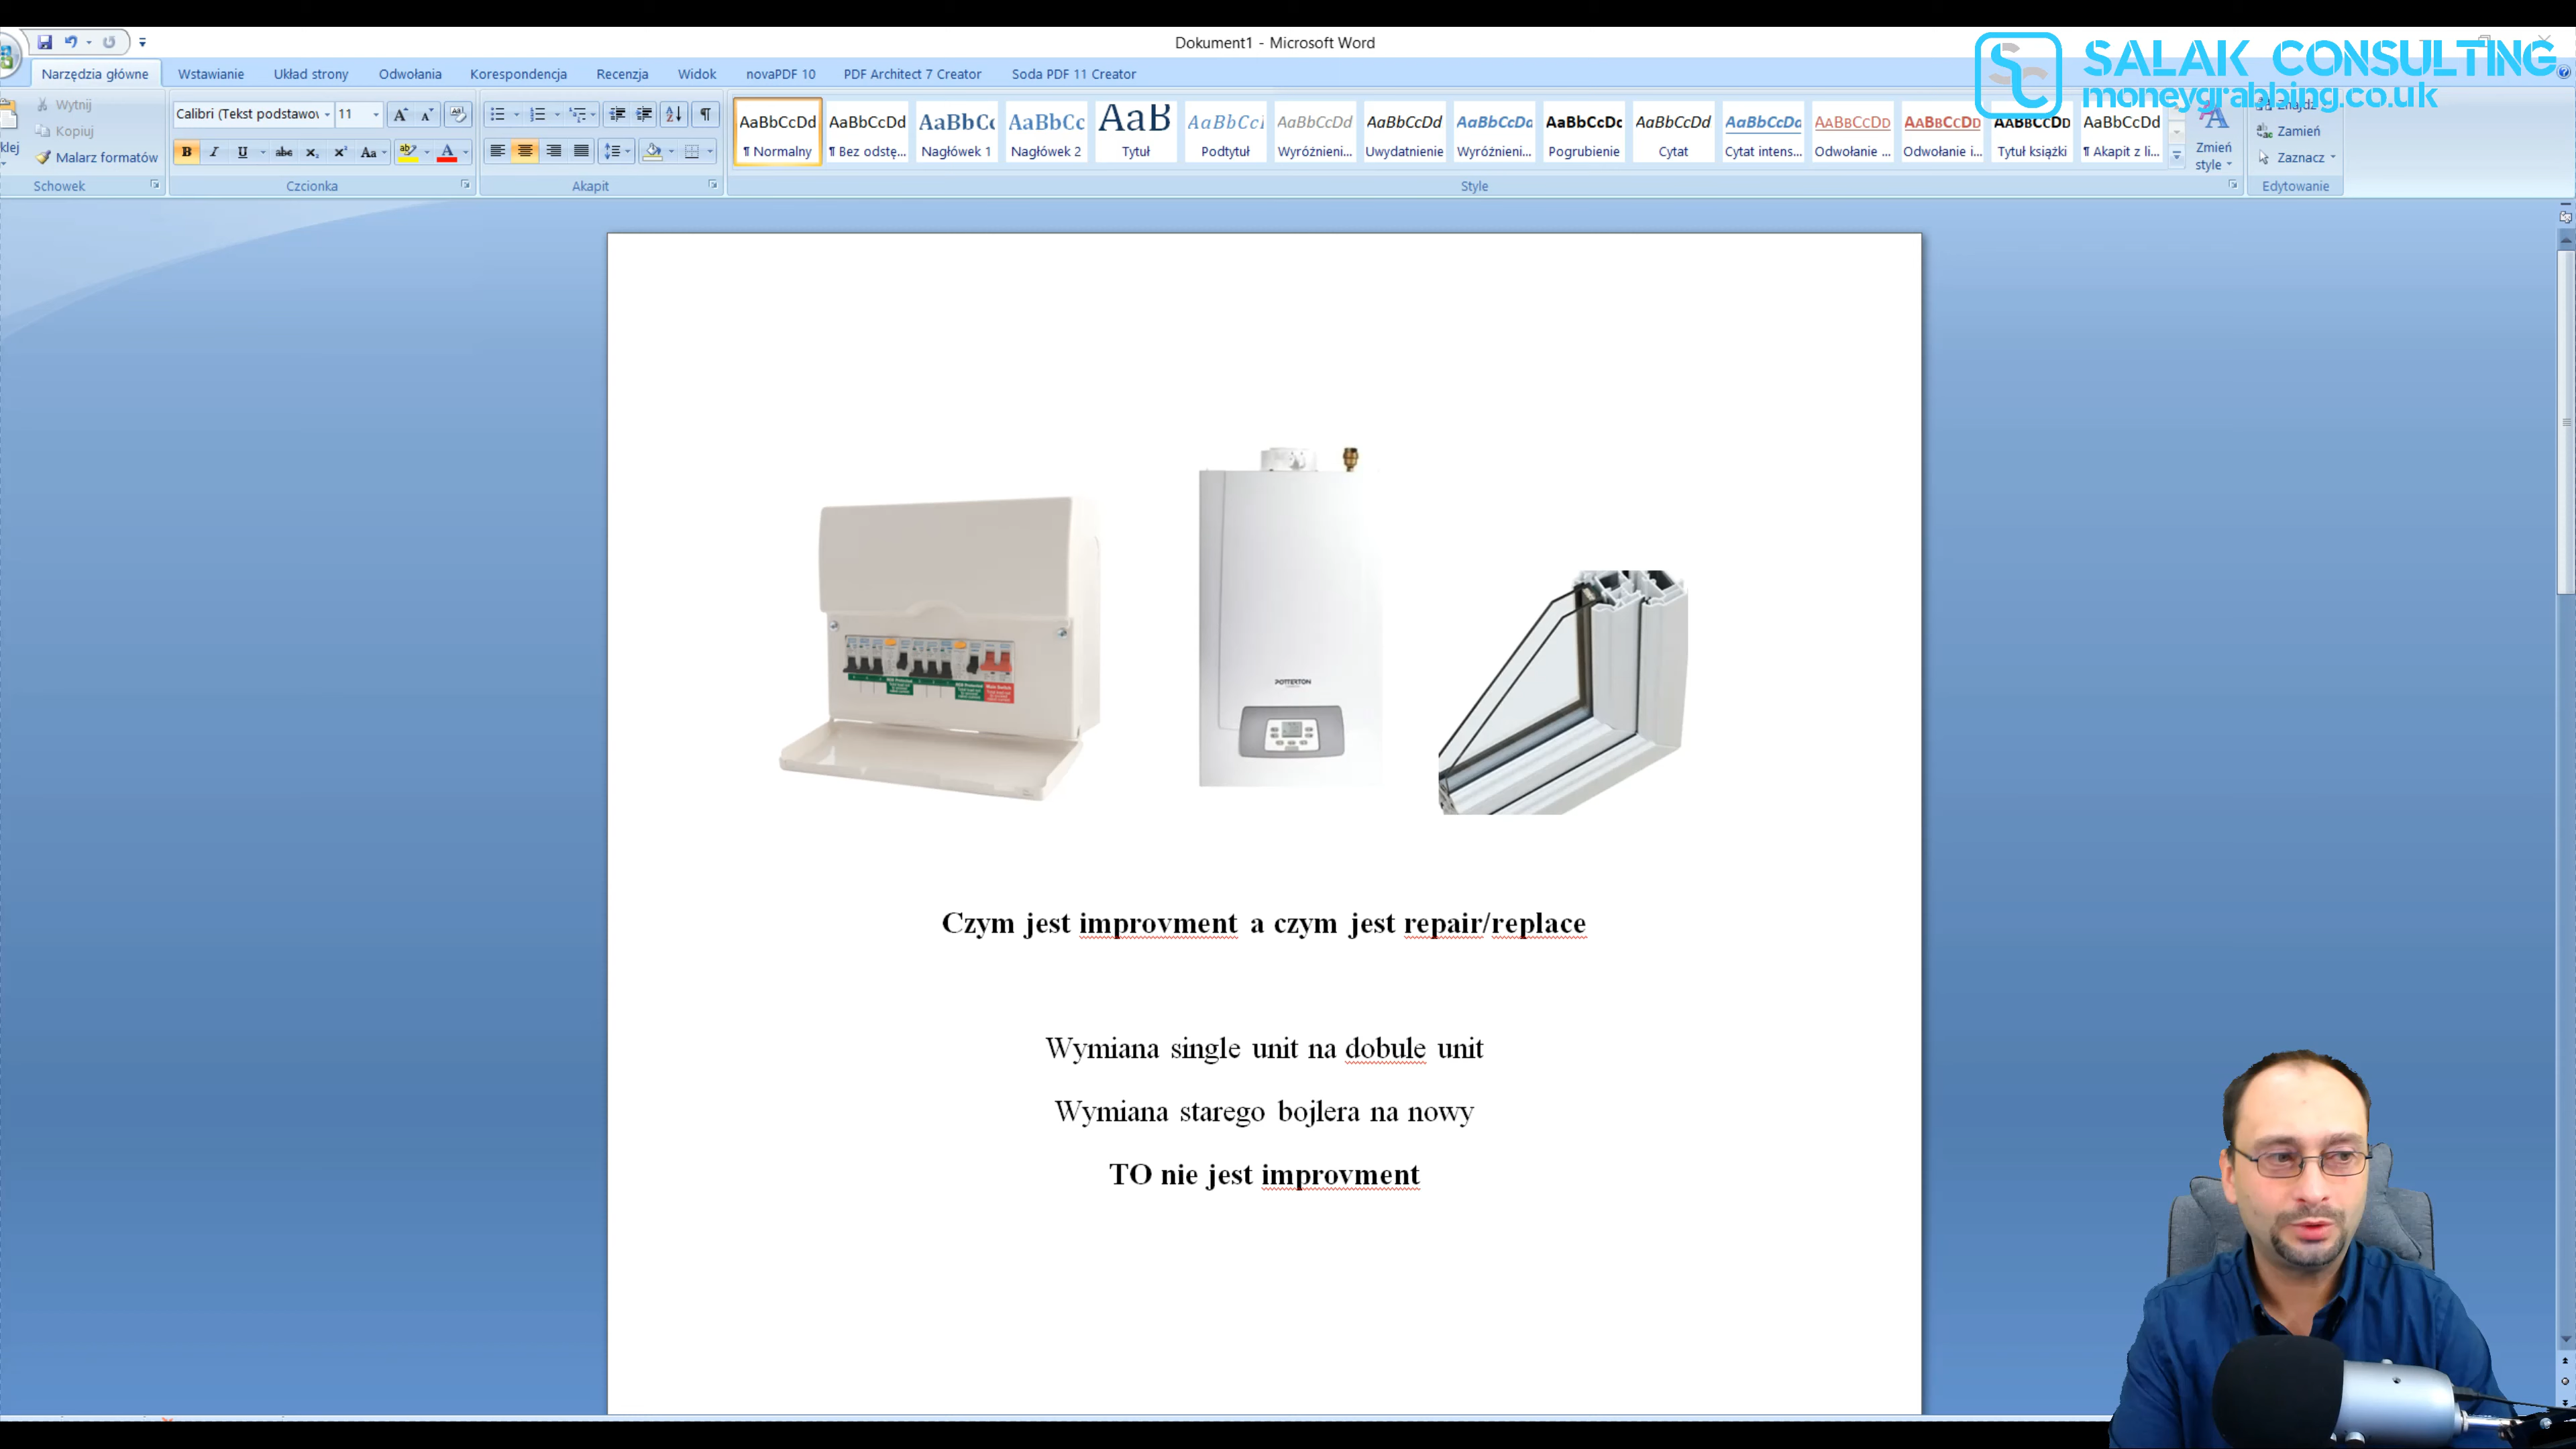 Dokument1 - Microsoft Word
SALAK CONSULTING
moneygrabbing.co.uk
Narzędzia główne Wstawianie Układ strony Odwołania Korespondencja Recenzja Widok novaPDF 10 PDF Architect 7 Creator Soda PDF 11 Creator
Wytnij
Kopiuj
Malarz formatów
Schowek
Calibri (Tekst podstawov 11
Czcionka
Akapit
AaBbCcDd AaBbCcDd AaBbCc AaBbCc AaB AaBbCcI AaBbCcDd AaBbCcDd AaBbCcDd AaBbCcDc AaBbCcDd AaBbCcDd AaBbCcDd AaBbCcDd AaBbCcDd AaBbCcDd
¶ Normalny ¶ Bez odstę... Nagłówek 1 Nagłówek 2 Tytuł Podtytuł Wyróżnieni... Uwydatnienie Wyróżnieni... Pogrubienie Cytat Cytat intens... Odwołanie ... Odwołanie i... Tytuł książki ¶ Akapit z li...
Style
Zmień
style
Znajdź
Zamień
Zaznacz
Edytowanie
POTTERTON
Czym jest improvment a czym jest repair/replace
Wymiana single unit na dobule unit
Wymiana starego bojlera na nowy
TO nie jest improvment